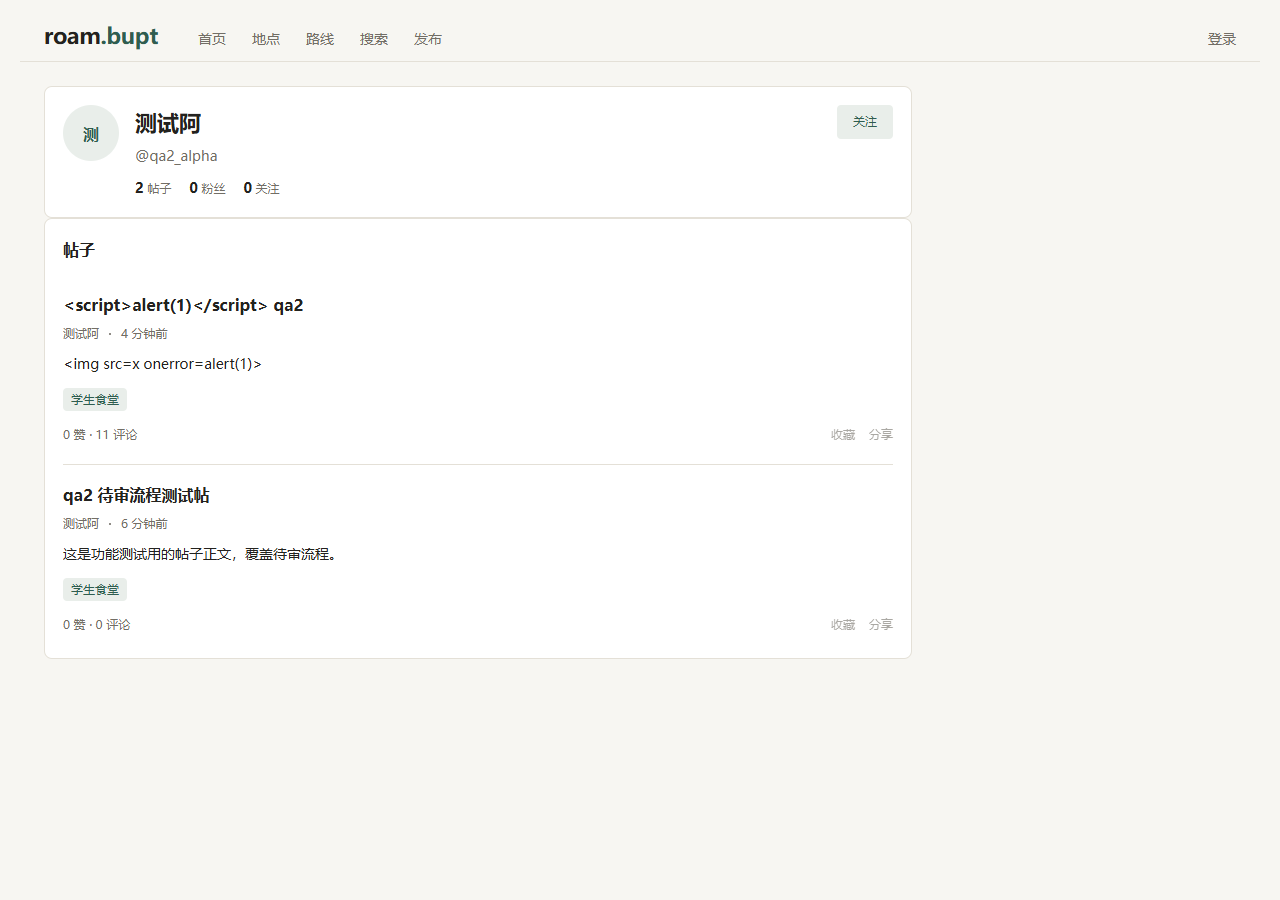 roam.bupt 首页 地点 路线 搜索 发布 登录
测 测试阿 关注
@qa2_alpha
2 帖子 0 粉丝 0 关注
帖子
<script>alert(1)</script> qa2
测试阿 · 4 分钟前
<img src=x onerror=alert(1)>
学生食堂
0 赞 · 11 评论 收藏 分享
qa2 待审流程测试帖
测试阿 · 6 分钟前
这是功能测试用的帖子正文，覆盖待审流程。
学生食堂
0 赞 · 0 评论 收藏 分享